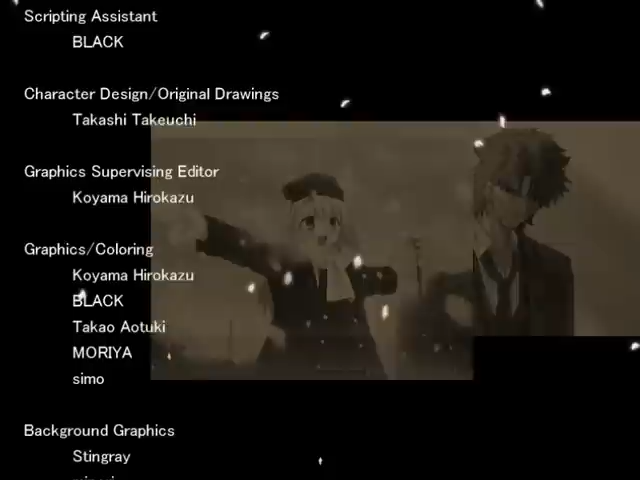 Scripting Assistant
BLACK
Character Design/Original Drawings
Takashi Takeuchi
Graphics Supervising Editor
Koyama Hirokazu
Graphics/Coloring
Koyama Hirokazu
BLACK
Takao Aotuki
MORIYA
simo
Background Graphics
Stingray